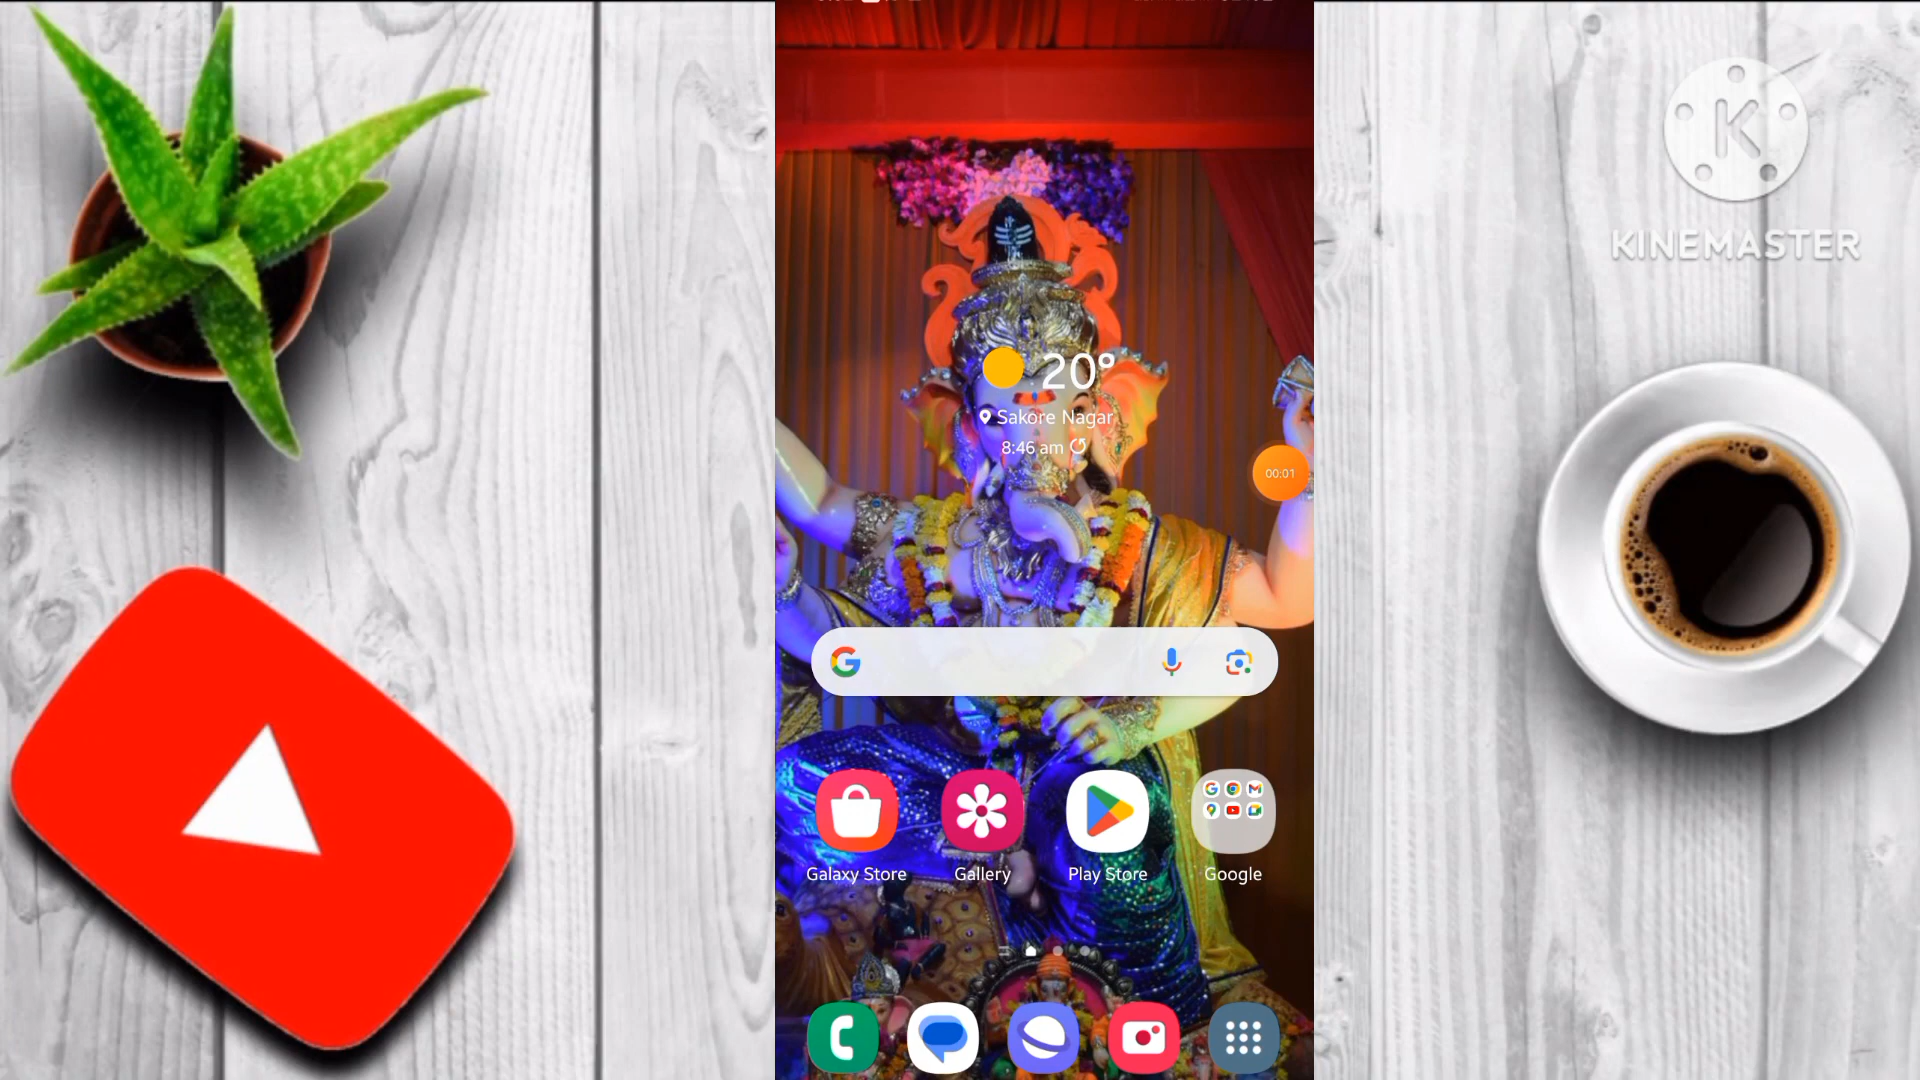 KINEMASTER
20°
Sakore Nagar
8:46 am
00:01
Galaxy Store
Gallery
Play Store
Google